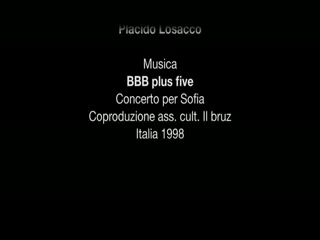 Placido Losacco
Musica
BBB plus five
Concerto per Sofia
Coproduzione ass. cult. Il bruz
Italia 1998